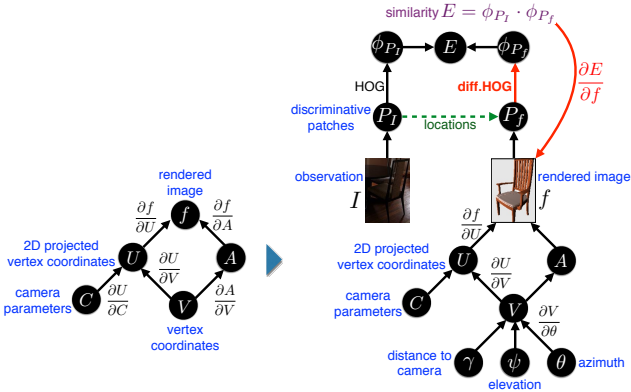 similarity E = ϕ_{P_I} · ϕ_{P_f}
ϕ_{P_I}
E
ϕ_{P_f}
∂E/∂f
HOG
diff.HOG
discriminative
patches
P_I
locations
P_f
observation
I
rendered image
f
∂f/∂U
2D projected
vertex coordinates
U
∂U/∂V
A
camera
parameters
C
V
∂V/∂θ
distance to
camera
γ
ψ
θ
azimuth
elevation
rendered
image
∂f/∂U
f
∂f/∂A
2D projected
vertex coordinates
U
∂U/∂V
A
camera
parameters
C
∂U/∂C
V
∂A/∂V
vertex
coordinates